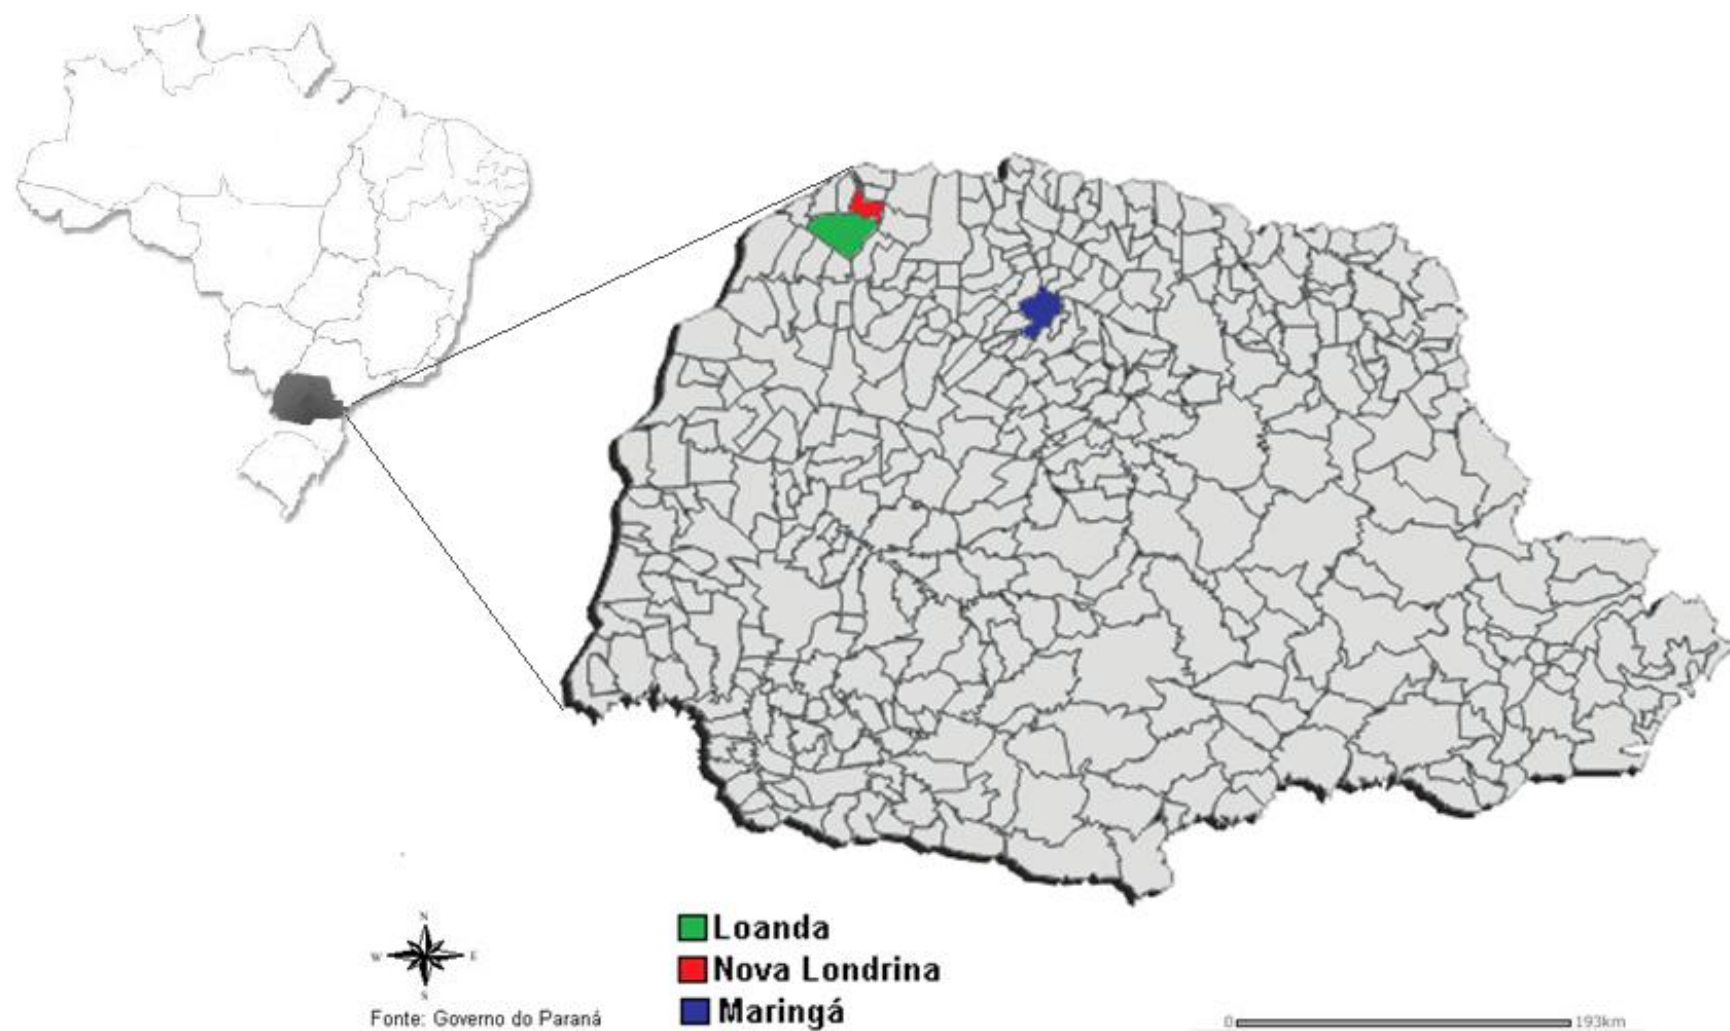 N
W E
S
Fonte: Governo do Paraná
Loanda
Nova Londrina
Maringá
0 193km